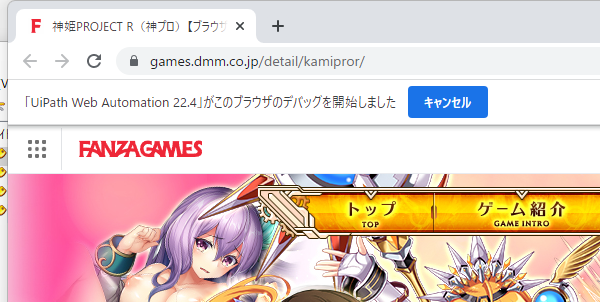 神姫PROJECT R（神プロ）【ブラウザ
games.dmm.co.jp/detail/kamipror/
「UiPath Web Automation 22.4」がこのブラウザのデバッグを開始しました
キャンセル
FANZA GAMES
トップ
ゲーム紹介
TOP
GAME INTRO